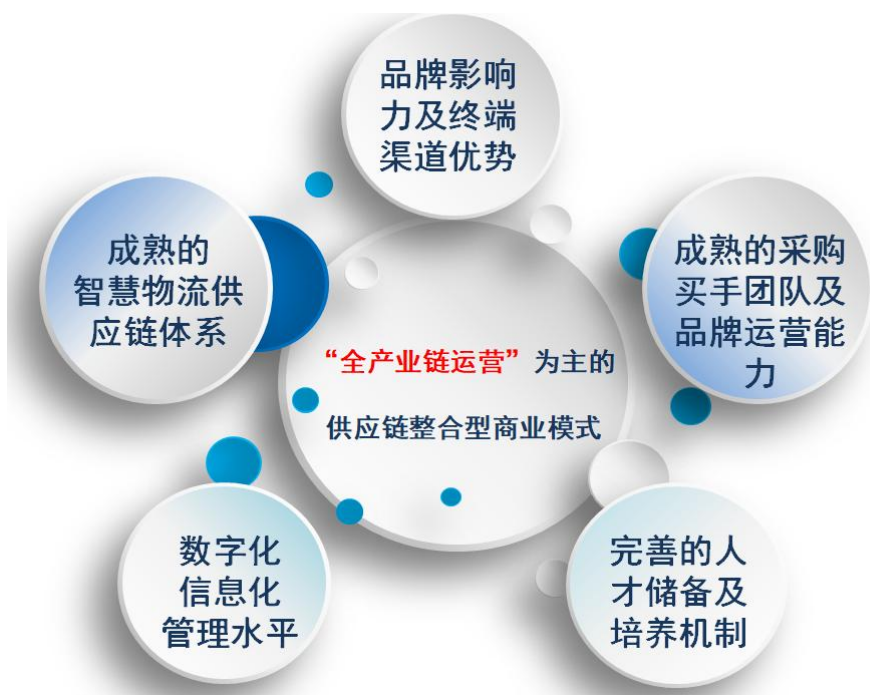 品牌影响
力及终端
渠道优势
成熟的
智慧物流供
应链体系
成熟的采购
买手团队及
品牌运营能
力
“全产业链运营”为主的
供应链整合型商业模式
数字化
信息化
管理水平
完善的人
才储备及
培养机制